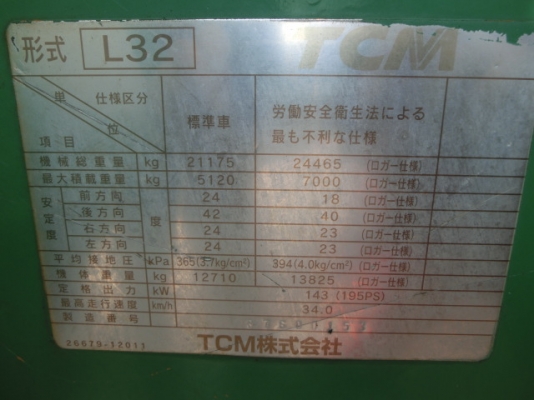 形式 L32 TCM
単位 仕様区分 項目 標準車 労働安全衛生法による
最も不利な仕様
機械総重量 kg 21175 24465 (ロガー仕様)
最大積載重量 kg 5120 7000 (ロガー仕様)
安定度 前方向 度 24 18 (ロガー仕様)
後方向 42 40 (ロガー仕様)
右方向 24 23 (ロガー仕様)
左方向 24 23 (ロガー仕様)
平均接地圧 kPa 365(3.7kg/cm²) 394(4.0kg/cm²) (ロガー仕様)
機体重量 kg 12710 13825 (ロガー仕様)
定格出力 kW 143 (195PS)
最高走行速度 km/h 34.0
製造番号
26679-12011 TCM株式会社